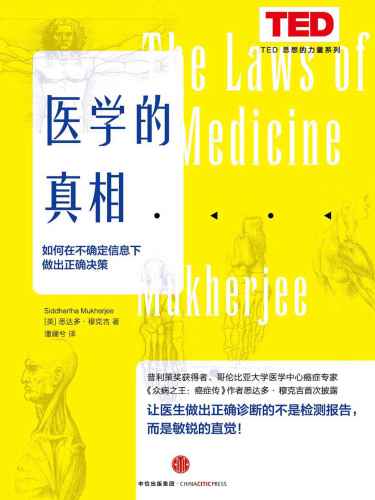 TED
TED 思想的力量系列
The Laws of
Medicine
医学的
真相
如何在不确定信息下
做出正确决策
Mukherjee
Siddhartha Mukherjee
[美] 悉达多·穆克吉 著
潘斓兮 译
普利策奖获得者、哥伦比亚大学医学中心癌症专家
《众病之王：癌症传》作者悉达多·穆克吉首次披露
让医生做出正确诊断的不是检测报告，
而是敏锐的直觉！
中信出版集团 | CHINACITICPRESS